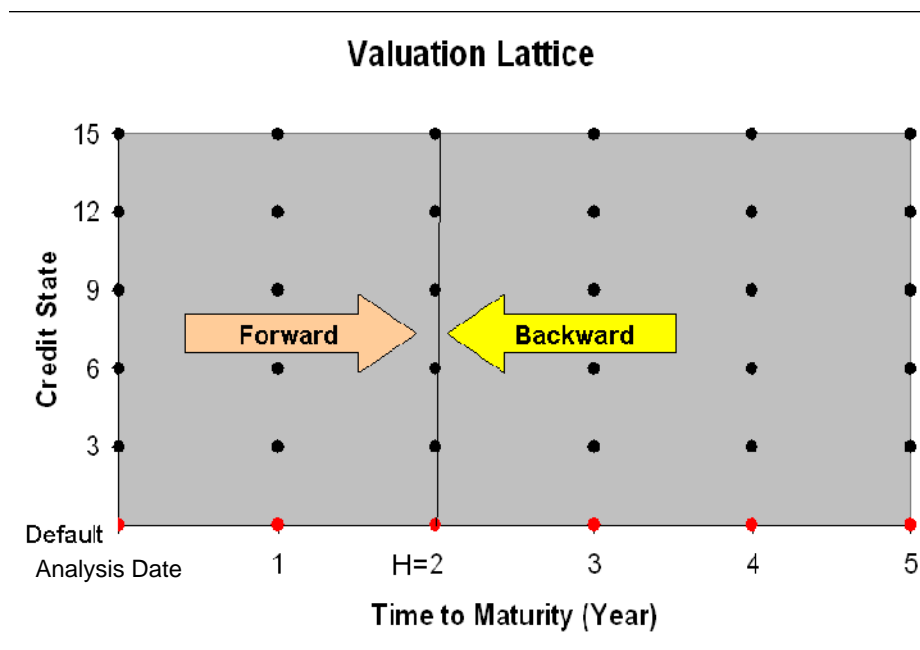 Valuation Lattice
15
12
9
6
3
Default
Credit State
Forward
Backward
Analysis Date 1 H=2 3 4 5
Time to Maturity (Year)